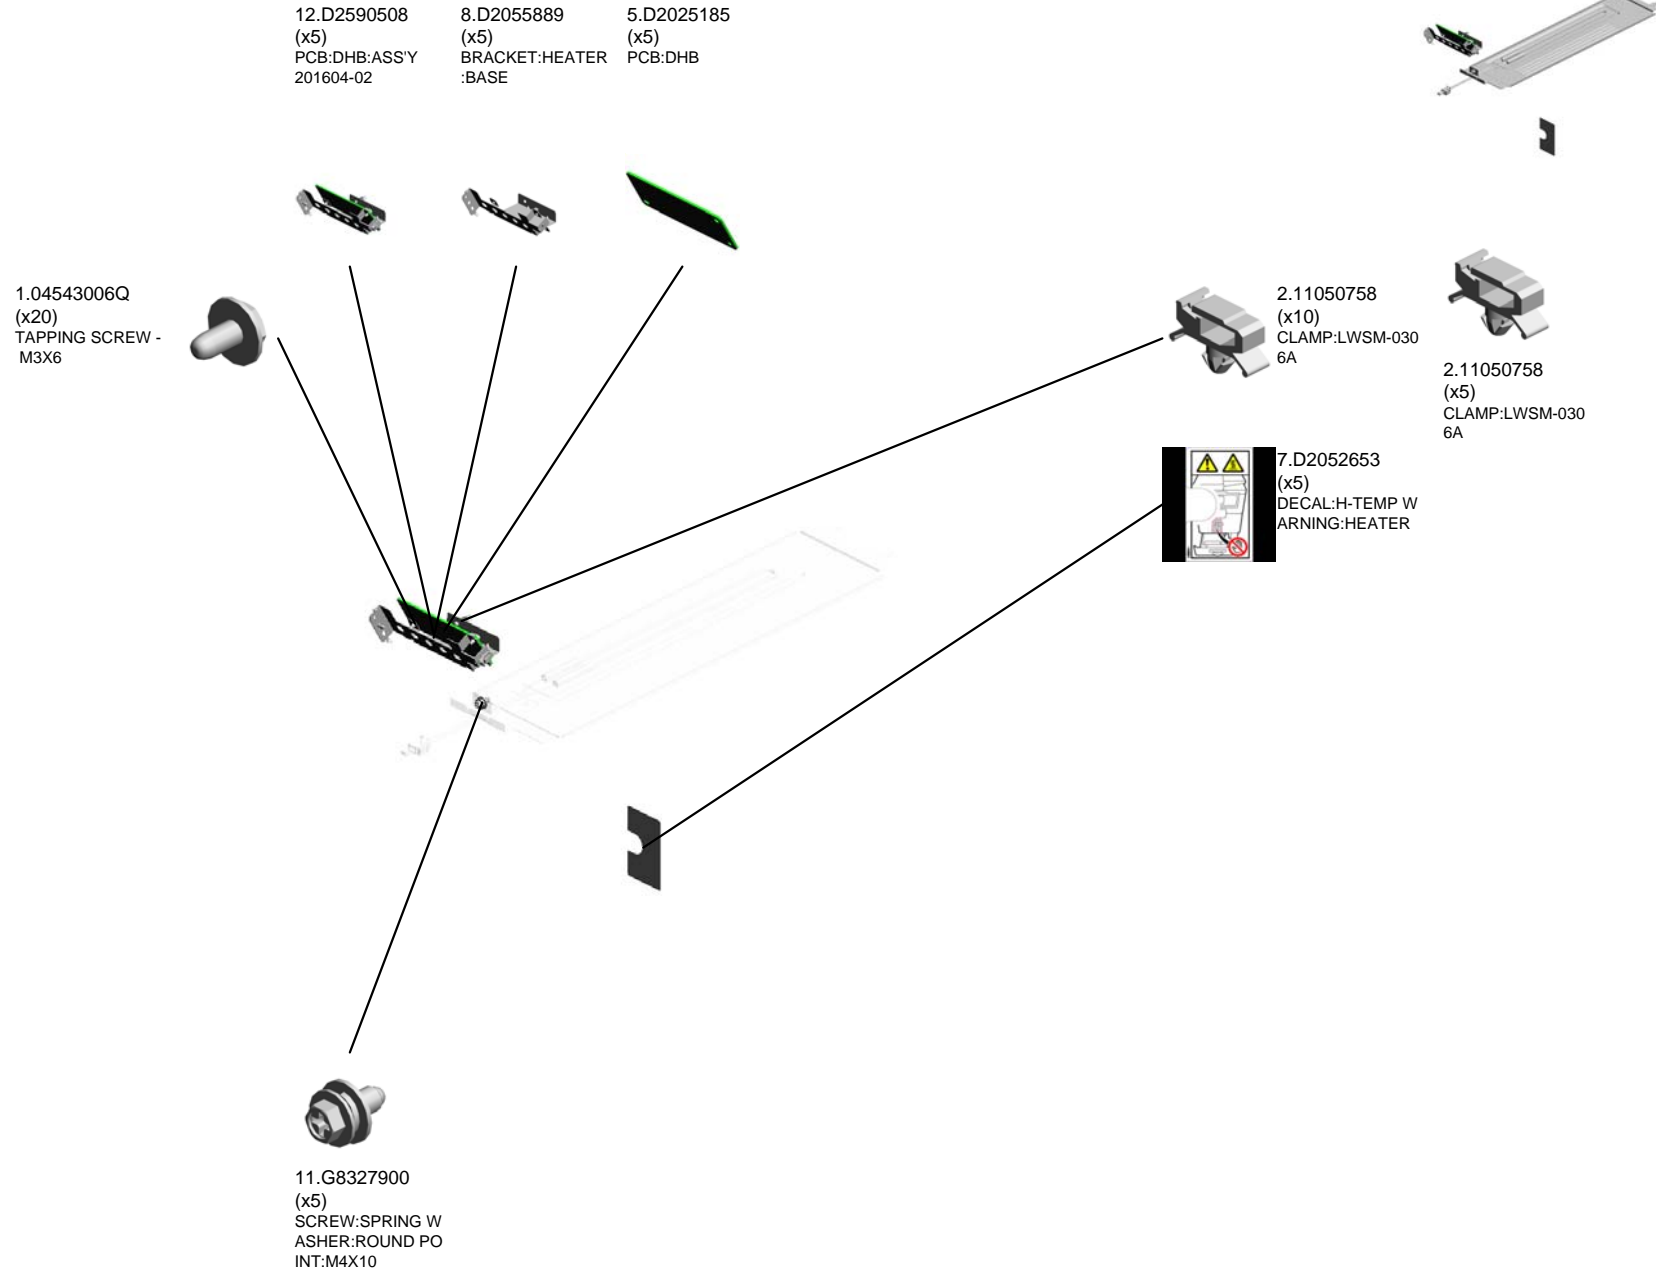 12.D2590508
(x5)
PCB:DHB:ASS'Y
201604-02
8.D2055889
(x5)
BRACKET:HEATER
:BASE
5.D2025185
(x5)
PCB:DHB
1.04543006Q
(x20)
TAPPING SCREW -
M3X6
2.11050758
(x10)
CLAMP:LWSM-030
6A
2.11050758
(x5)
CLAMP:LWSM-030
6A
7.D2052653
(x5)
DECAL:H-TEMP W
ARNING:HEATER
11.G8327900
(x5)
SCREW:SPRING W
ASHER:ROUND PO
INT:M4X10